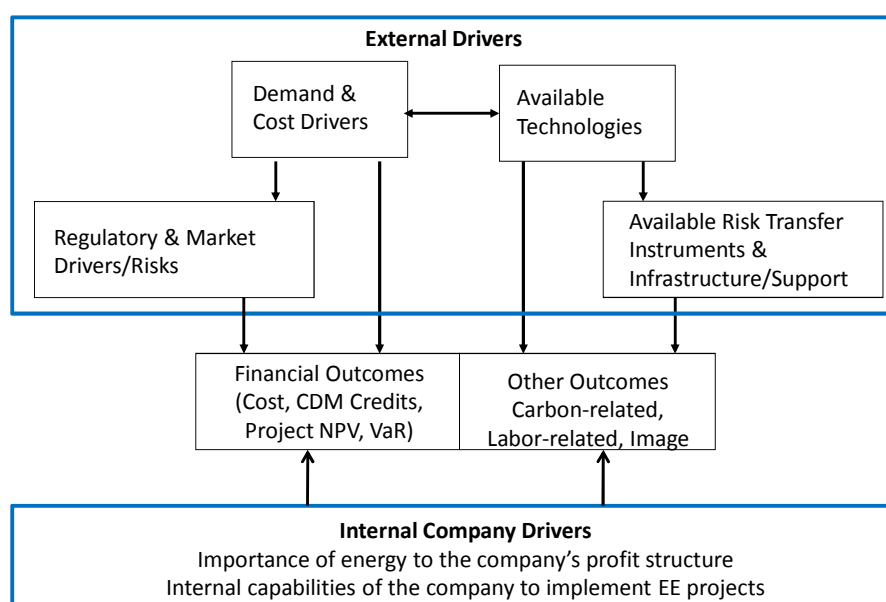 External Drivers
Demand &
Cost Drivers
Available
Technologies
Regulatory & Market
Drivers/Risks
Available Risk Transfer
Instruments &
Infrastructure/Support
Financial Outcomes
(Cost, CDM Credits,
Project NPV, VaR)
Other Outcomes
Carbon-related,
Labor-related, Image
Internal Company Drivers
Importance of energy to the company’s profit structure
Internal capabilities of the company to implement EE projects